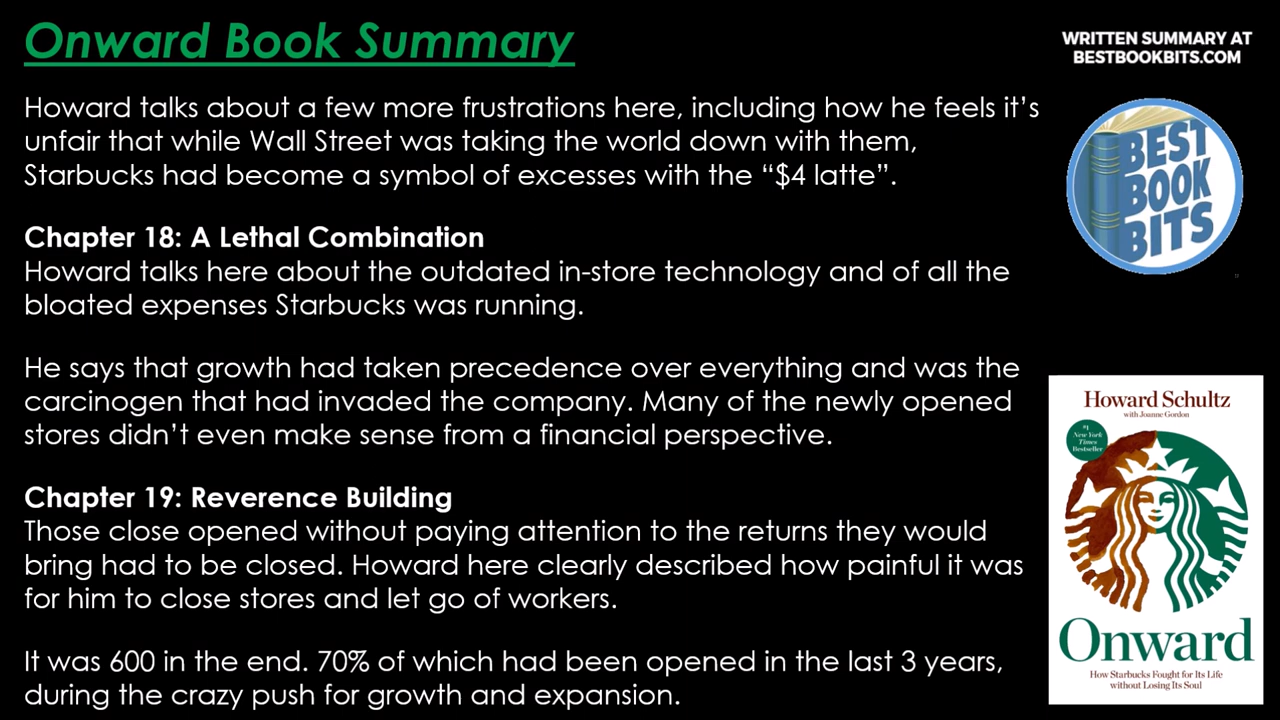 Onward Book Summary
WRITTEN SUMMARY AT
BESTBOOKBITS.COM
Howard talks about a few more frustrations here, including how he feels it’s
unfair that while Wall Street was taking the world down with them,
Starbucks had become a symbol of excesses with the “$4 latte”.
Chapter 18: A Lethal Combination
Howard talks here about the outdated in-store technology and of all the
bloated expenses Starbucks was running.
He says that growth had taken precedence over everything and was the
carcinogen that had invaded the company. Many of the newly opened
stores didn’t even make sense from a financial perspective.
Chapter 19: Reverence Building
Those close opened without paying attention to the returns they would
bring had to be closed. Howard here clearly described how painful it was
for him to close stores and let go of workers.
It was 600 in the end. 70% of which had been opened in the last 3 years,
during the crazy push for growth and expansion.
BEST
BOOK
BITS
Howard Schultz
with Joanne Gordon
#1
New York
Times
Bestseller
Onward
How Starbucks Fought for Its Life
without Losing Its Soul